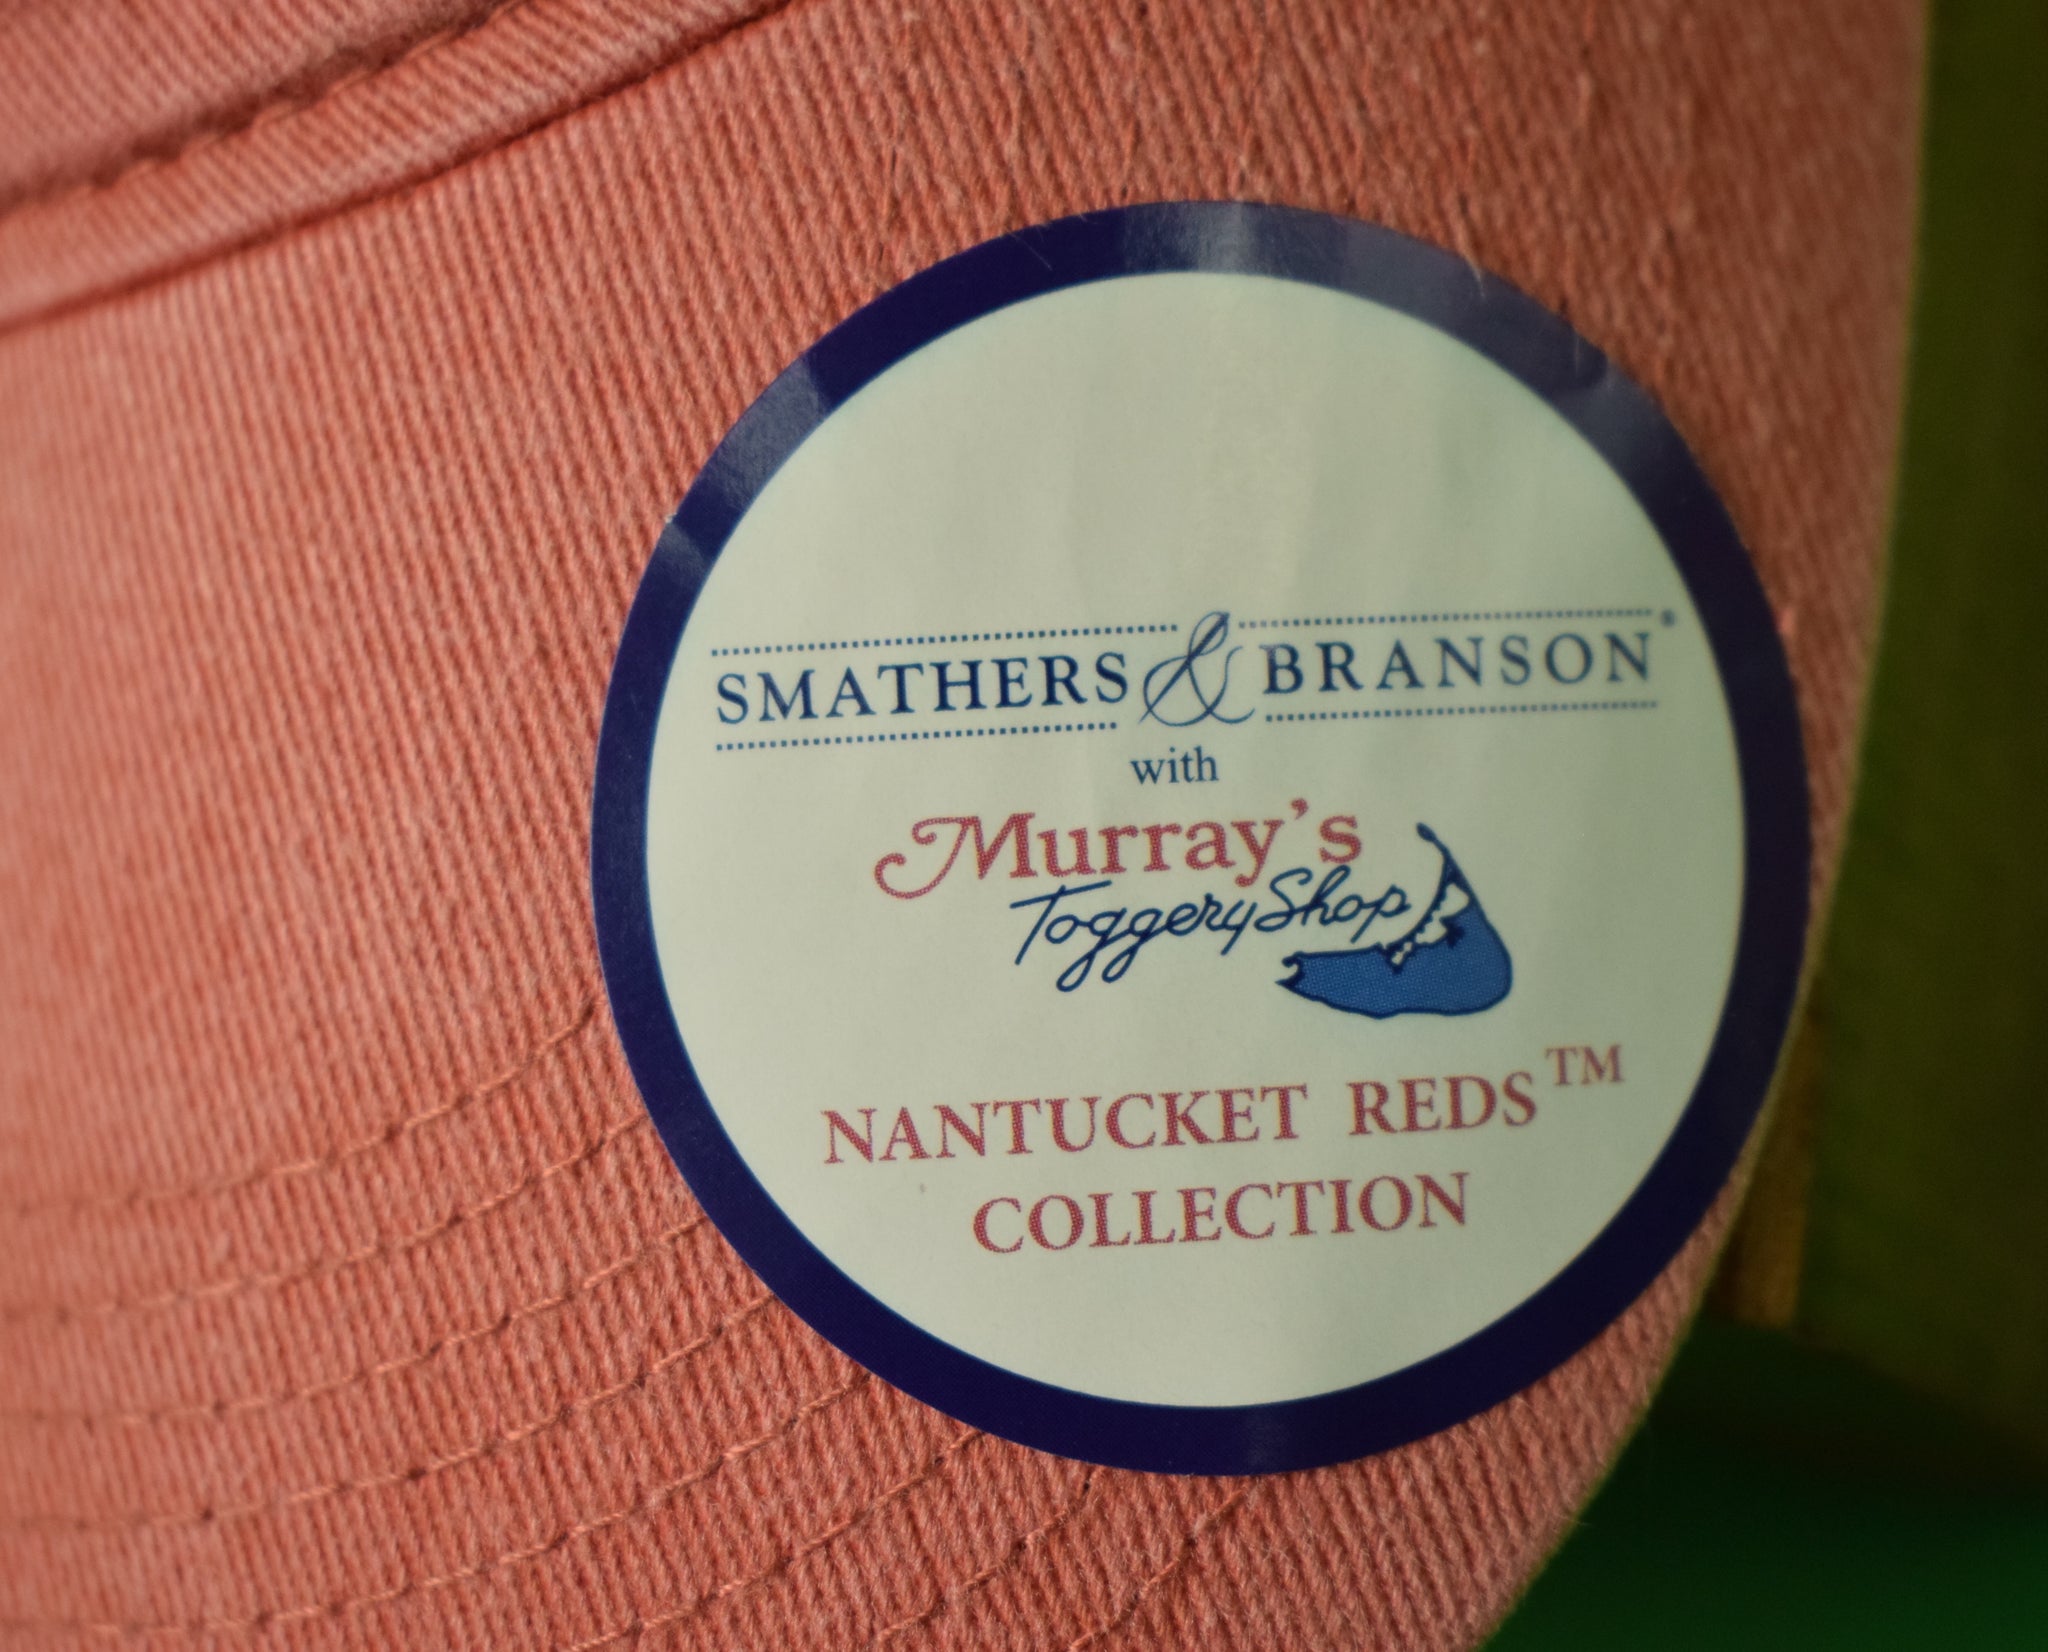 SMATHERS & BRANSON®
with
Murray's
Toggery Shop
NANTUCKET REDS™
COLLECTION